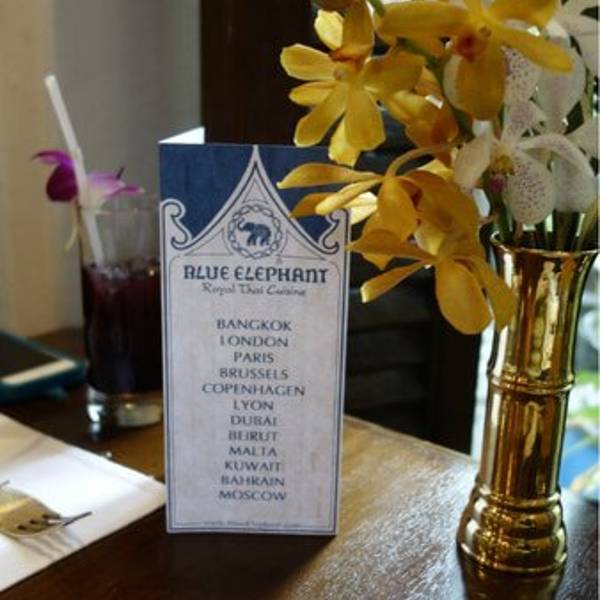 BLUE ELEPHANT
Royal Thai Cuisine
BANGKOK
LONDON
PARIS
BRUSSELS
COPENHAGEN
LYON
DUBAI
BEIRUT
MALTA
KUWAIT
BAHRAIN
MOSCOW